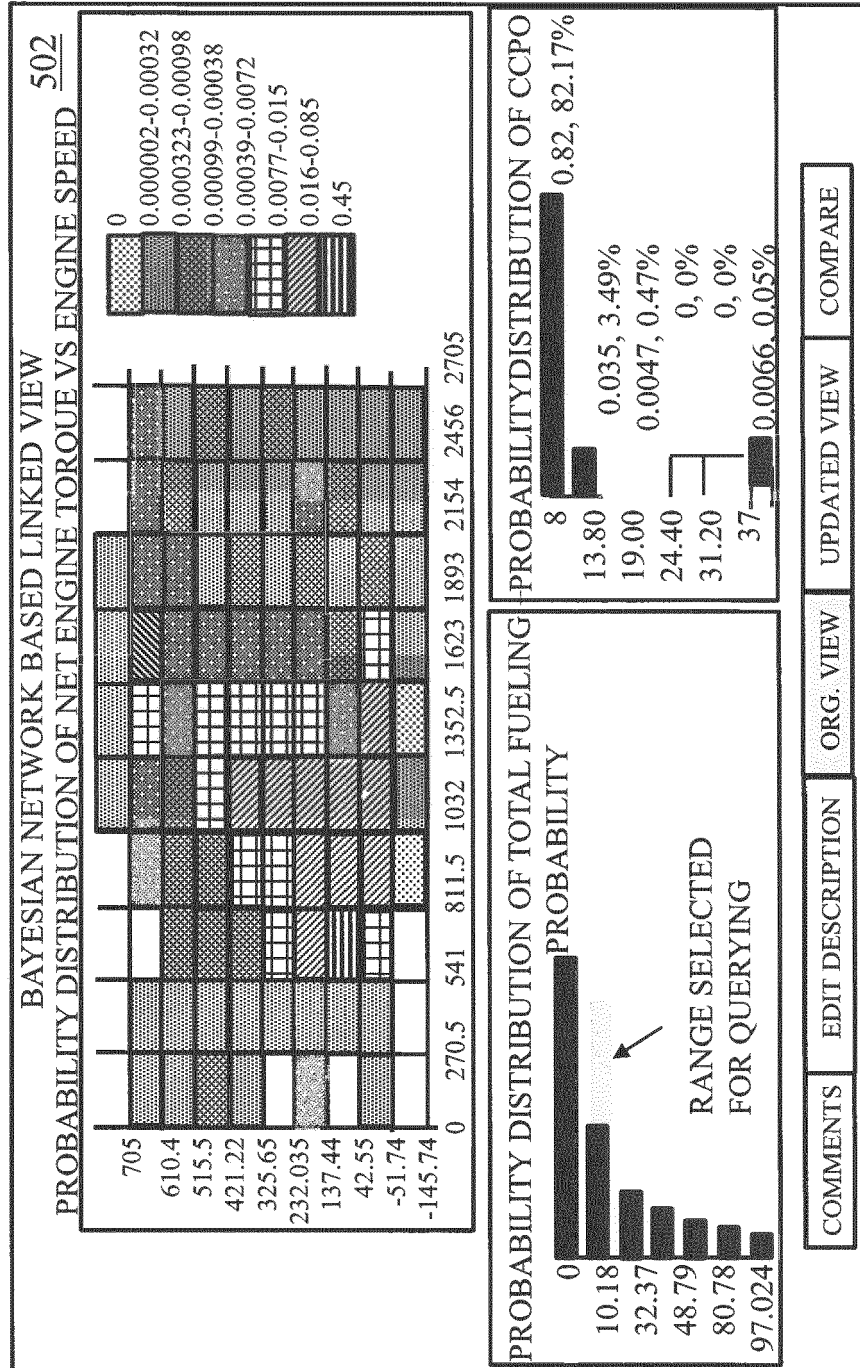 BAYESIAN NETWORK BASED LINKED VIEW
502
PROBABILITY DISTRIBUTION OF NET ENGINE TORQUE VS ENGINE SPEED
705
610.4
515.5
421.22
325.65
232.035
137.44
42.55
-51.74
-145.74
0 270.5 541 811.5 1032 1352.5 1623 1893 2154 2456 2705
0
0.000002-0.00032
0.000323-0.00098
0.00099-0.00038
0.00039-0.0072
0.0077-0.015
0.016-0.085
0.45
PROBABILITY DISTRIBUTION OF TOTAL FUELING
0
10.18
32.37
48.79
80.78
97.024
PROBABILITY
RANGE SELECTED
FOR QUERYING
PROBABILITYDISTRIBUTION OF CCPO
8
13.80
19.00
24.40
31.20
37
0.82, 82.17%
0.035, 3.49%
0.0047, 0.47%
0, 0%
0, 0%
0.0066, 0.05%
COMMENTS
EDIT DESCRIPTION
ORG. VIEW
UPDATED VIEW
COMPARE